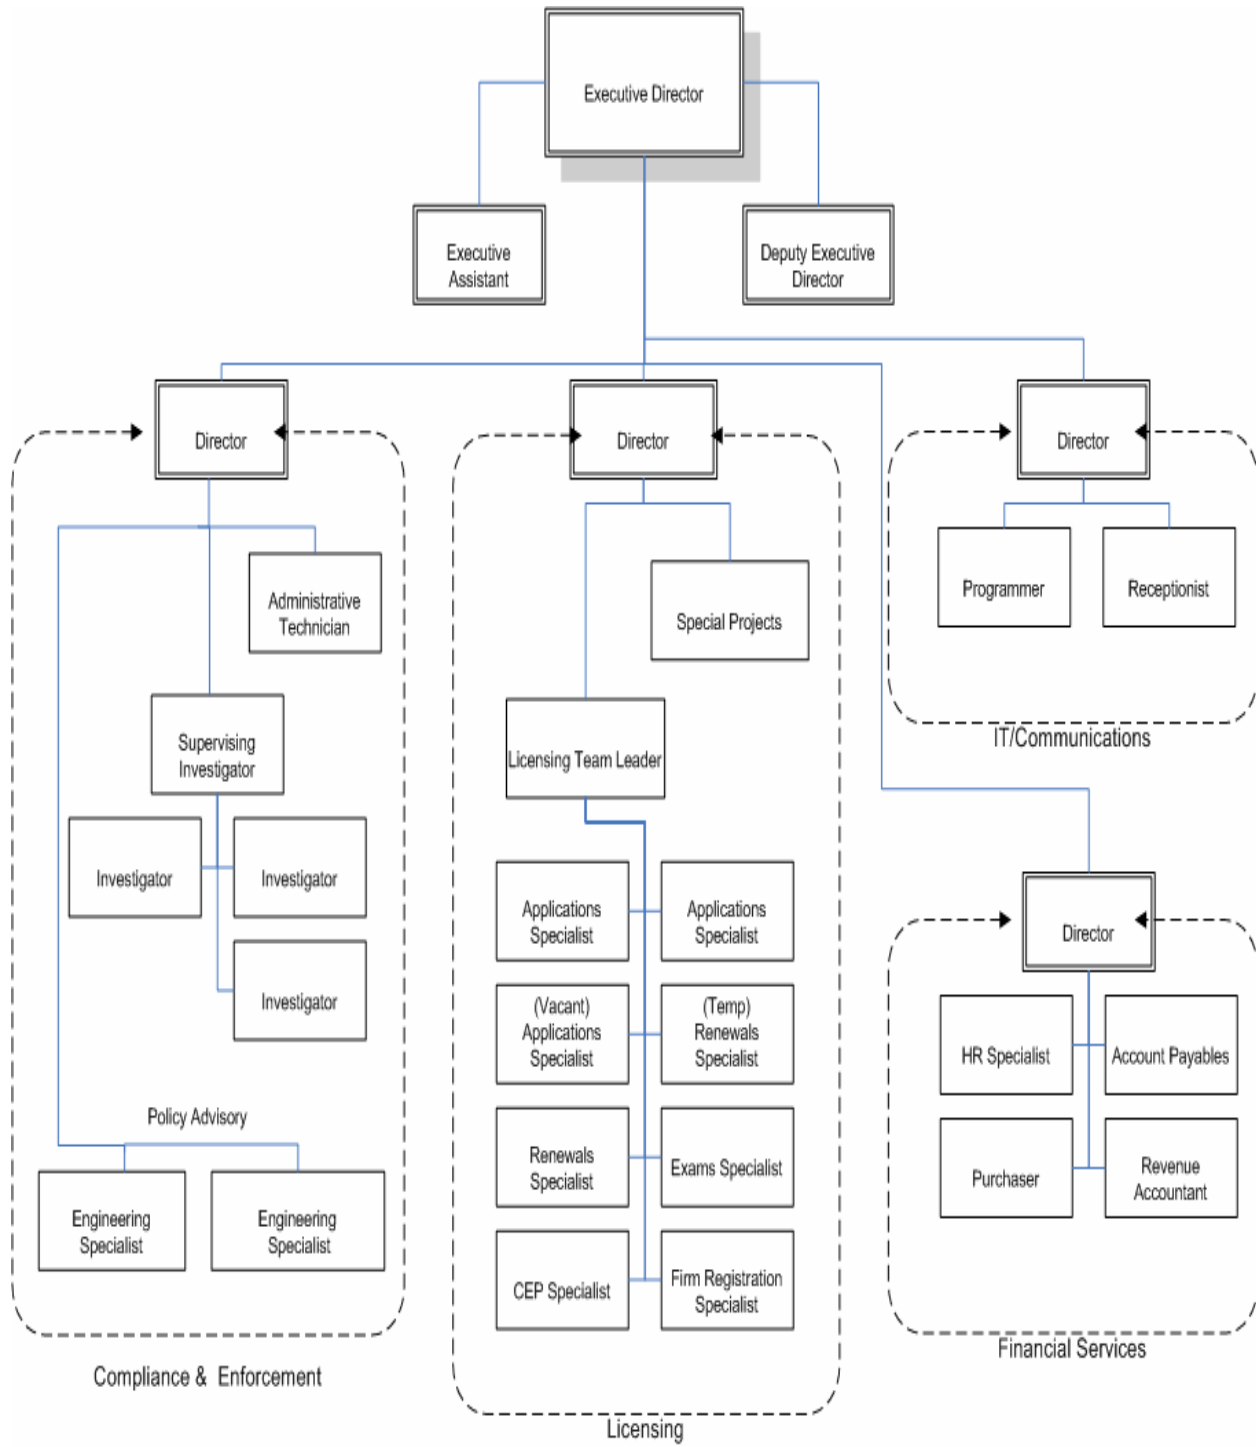 Executive Director
Executive
Assistant
Deputy Executive
Director
Director
Director
Director
Administrative
Technician
Supervising
Investigator
Investigator
Investigator
Investigator
Policy Advisory
Engineering
Specialist
Engineering
Specialist
Compliance & Enforcement
Special Projects
Licensing Team Leader
Applications
Specialist
Applications
Specialist
(Vacant)
Applications
Specialist
(Temp)
Renewals
Specialist
Renewals
Specialist
Exams Specialist
CEP Specialist
Firm Registration
Specialist
Licensing
Programmer
Receptionist
IT/Communications
Director
HR Specialist
Account Payables
Purchaser
Revenue
Accountant
Financial Services